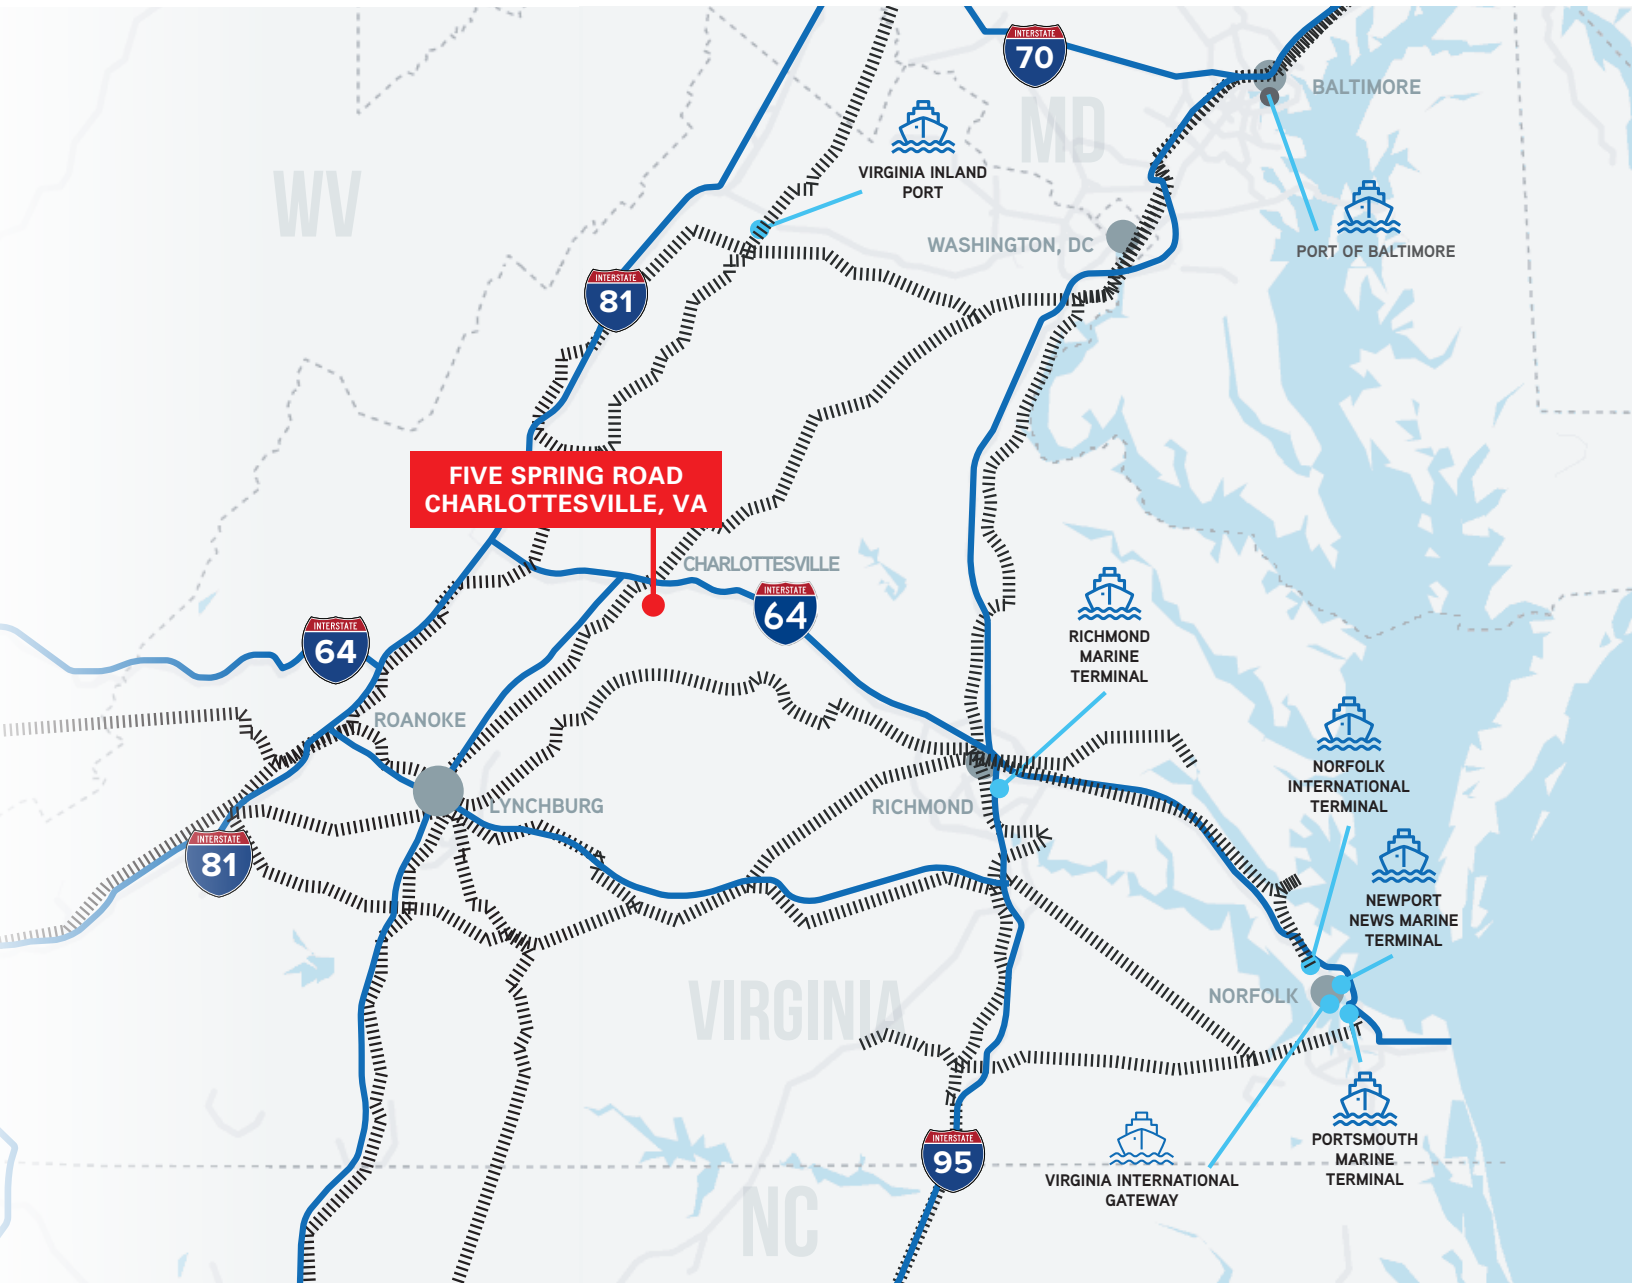 INTERSTATE
70
BALTIMORE
MD
VIRGINIA INLAND
PORT
WV
WASHINGTON, DC
PORT OF BALTIMORE
INTERSTATE
81
FIVE SPRING ROAD
CHARLOTTESVILLE, VA
CHARLOTTESVILLE
INTERSTATE
64
INTERSTATE
64
RICHMOND
MARINE
TERMINAL
ROANOKE
NORFOLK
INTERNATIONAL
TERMINAL
LYNCHBURG
RICHMOND
INTERSTATE
81
NEWPORT
NEWS MARINE
TERMINAL
VIRGINIA
NORFOLK
INTERSTATE
95
PORTSMOUTH
MARINE
TERMINAL
VIRGINIA INTERNATIONAL
GATEWAY
NC